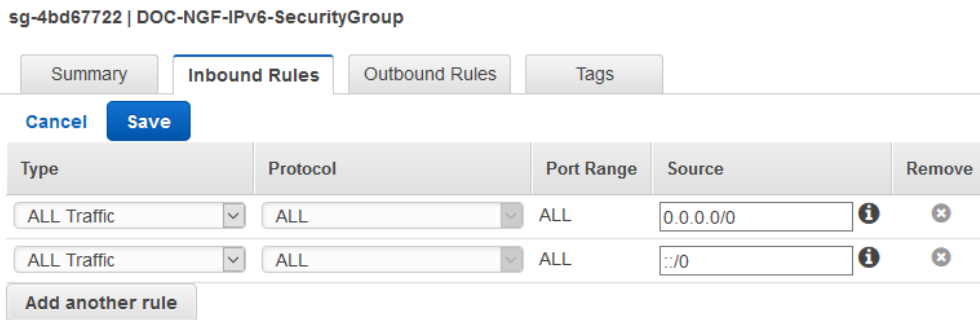 sg-4bd67722 | DOC-NGF-IPv6-SecurityGroup
Summary Inbound Rules Outbound Rules Tags
Cancel Save
Type Protocol Port Range Source Remove
ALL Traffic ALL ALL 0.0.0.0/0
ALL Traffic ALL ALL ::/0
Add another rule